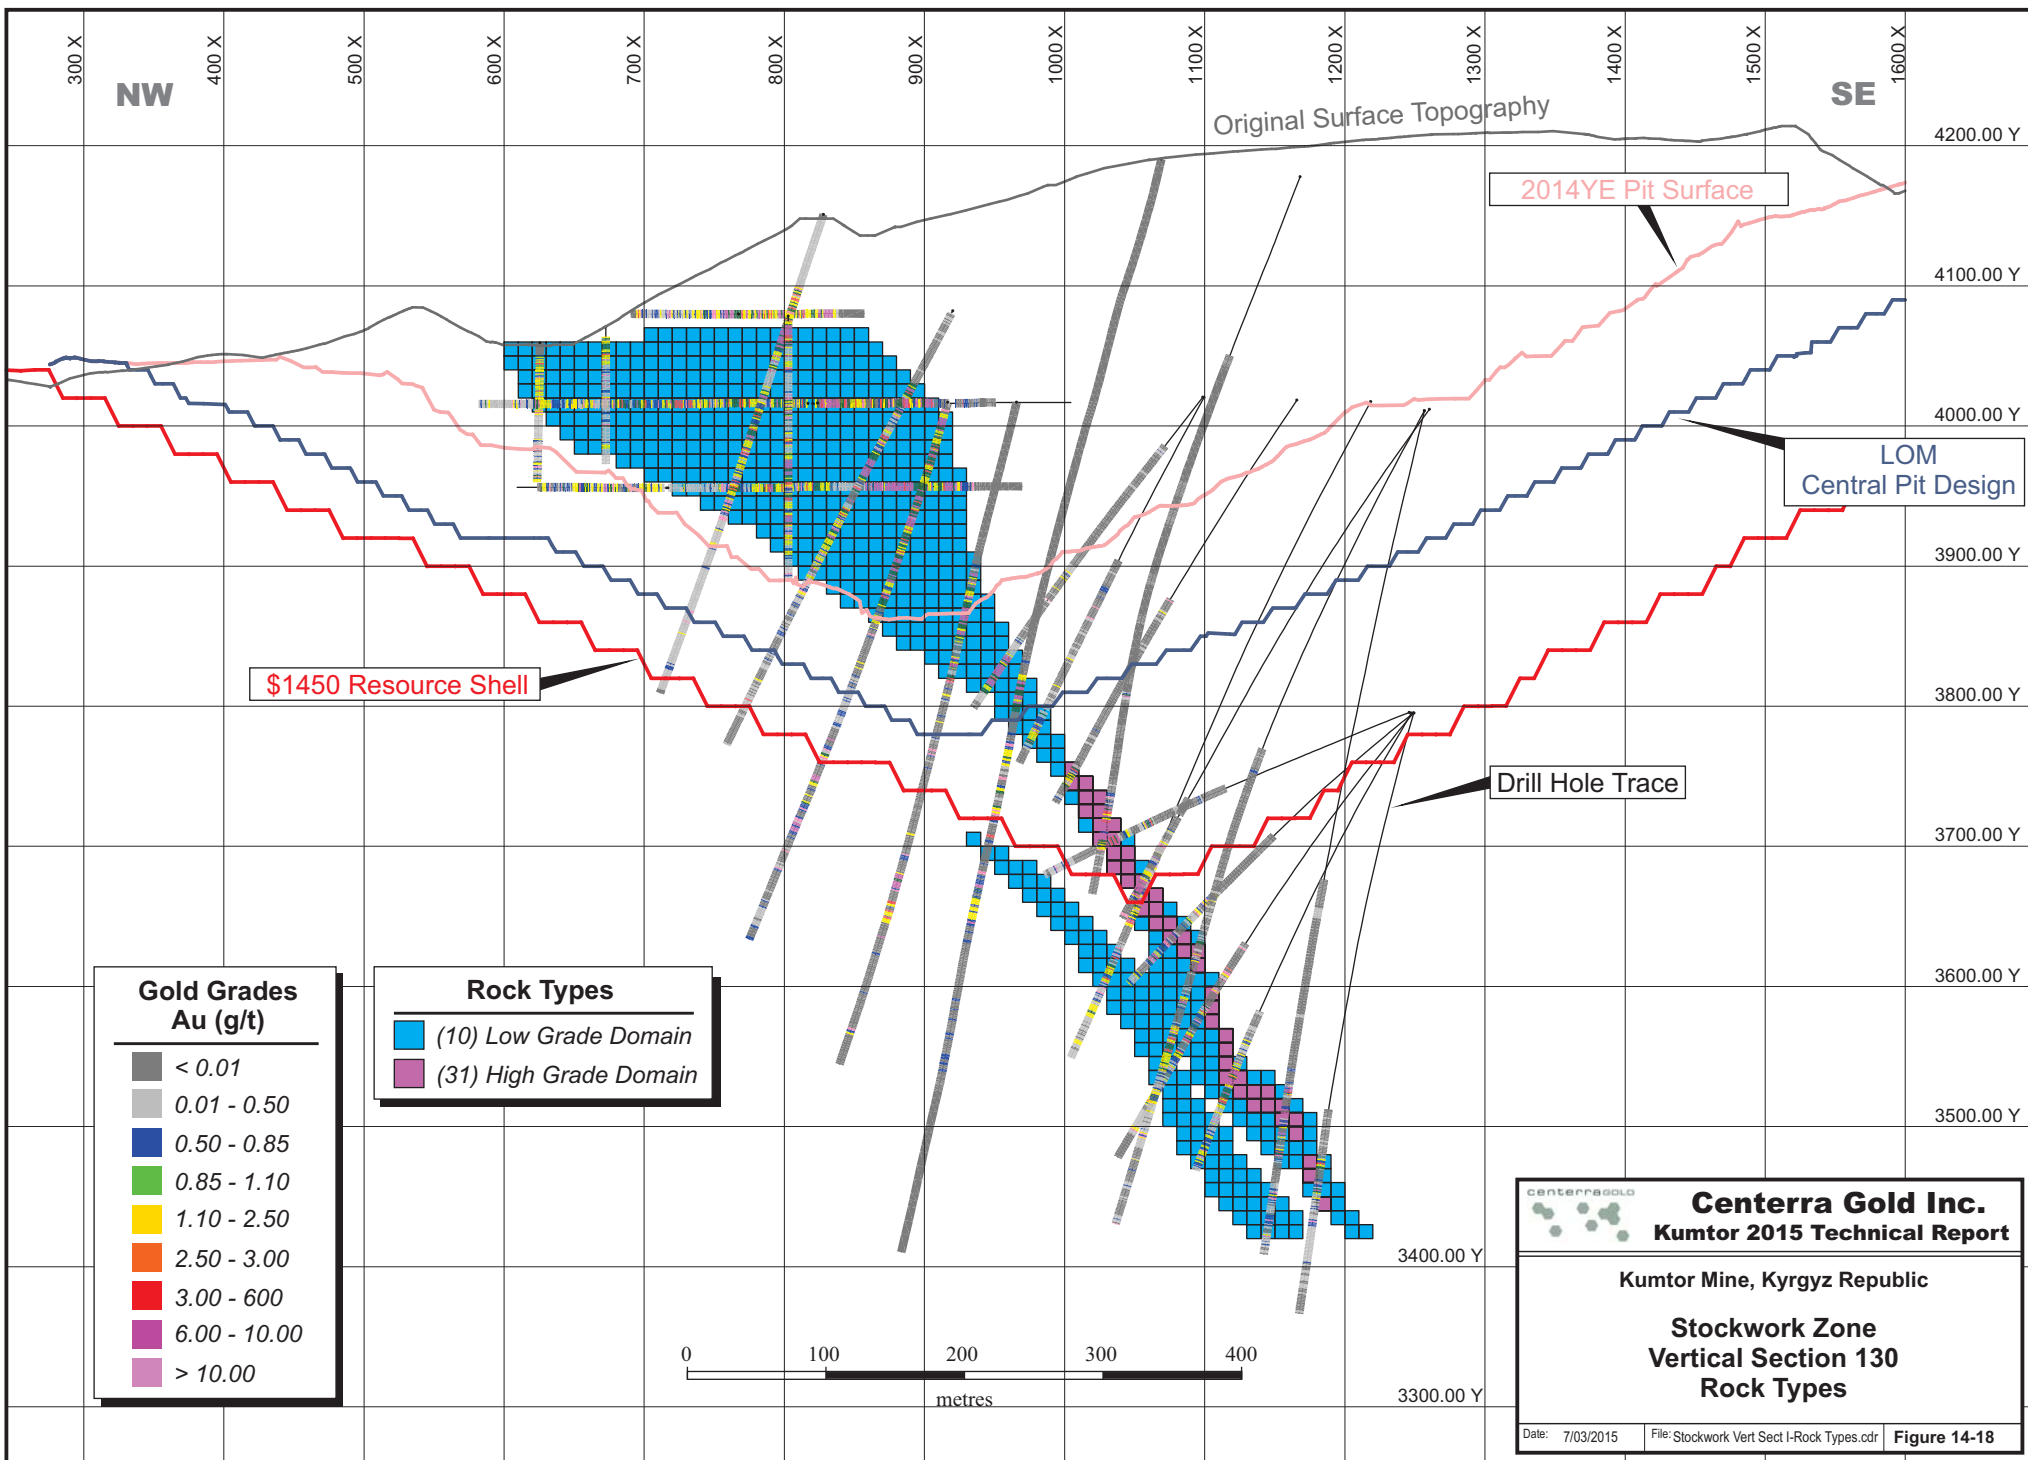 300 X
400 X
500 X
600 X
700 X
800 X
900 X
1000 X
1100 X
1200 X
1300 X
1400 X
1500 X
1600 X
NW
SE
Original Surface Topography
4200.00 Y
2014YE Pit Surface
4100.00 Y
4000.00 Y
LOM
Central Pit Design
3900.00 Y
$1450 Resource Shell
3800.00 Y
Drill Hole Trace
3700.00 Y
3600.00 Y
3500.00 Y
3400.00 Y
3300.00 Y
Gold Grades
Au (g/t)
< 0.01
0.01 - 0.50
0.50 - 0.85
0.85 - 1.10
1.10 - 2.50
2.50 - 3.00
3.00 - 600
6.00 - 10.00
> 10.00
Rock Types
(10) Low Grade Domain
(31) High Grade Domain
0 100 200 300 400
metres
centerraGOLD
Centerra Gold Inc.
Kumtor 2015 Technical Report
Kumtor Mine, Kyrgyz Republic
Stockwork Zone
Vertical Section 130
Rock Types
Date: 7/03/2015
File: Stockwork Vert Sect I-Rock Types.cdr
Figure 14-18